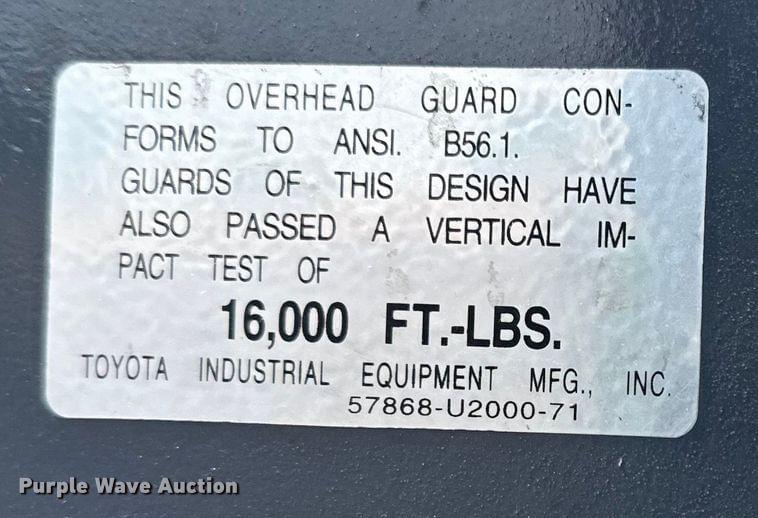 THIS OVERHEAD GUARD CON-
FORMS TO ANSI. B56.1.
GUARDS OF THIS DESIGN HAVE
ALSO PASSED A VERTICAL IM-
PACT TEST OF
16,000 FT.-LBS.
TOYOTA INDUSTRIAL EQUIPMENT MFG., INC.
57868-U2000-71
Purple Wave Auction